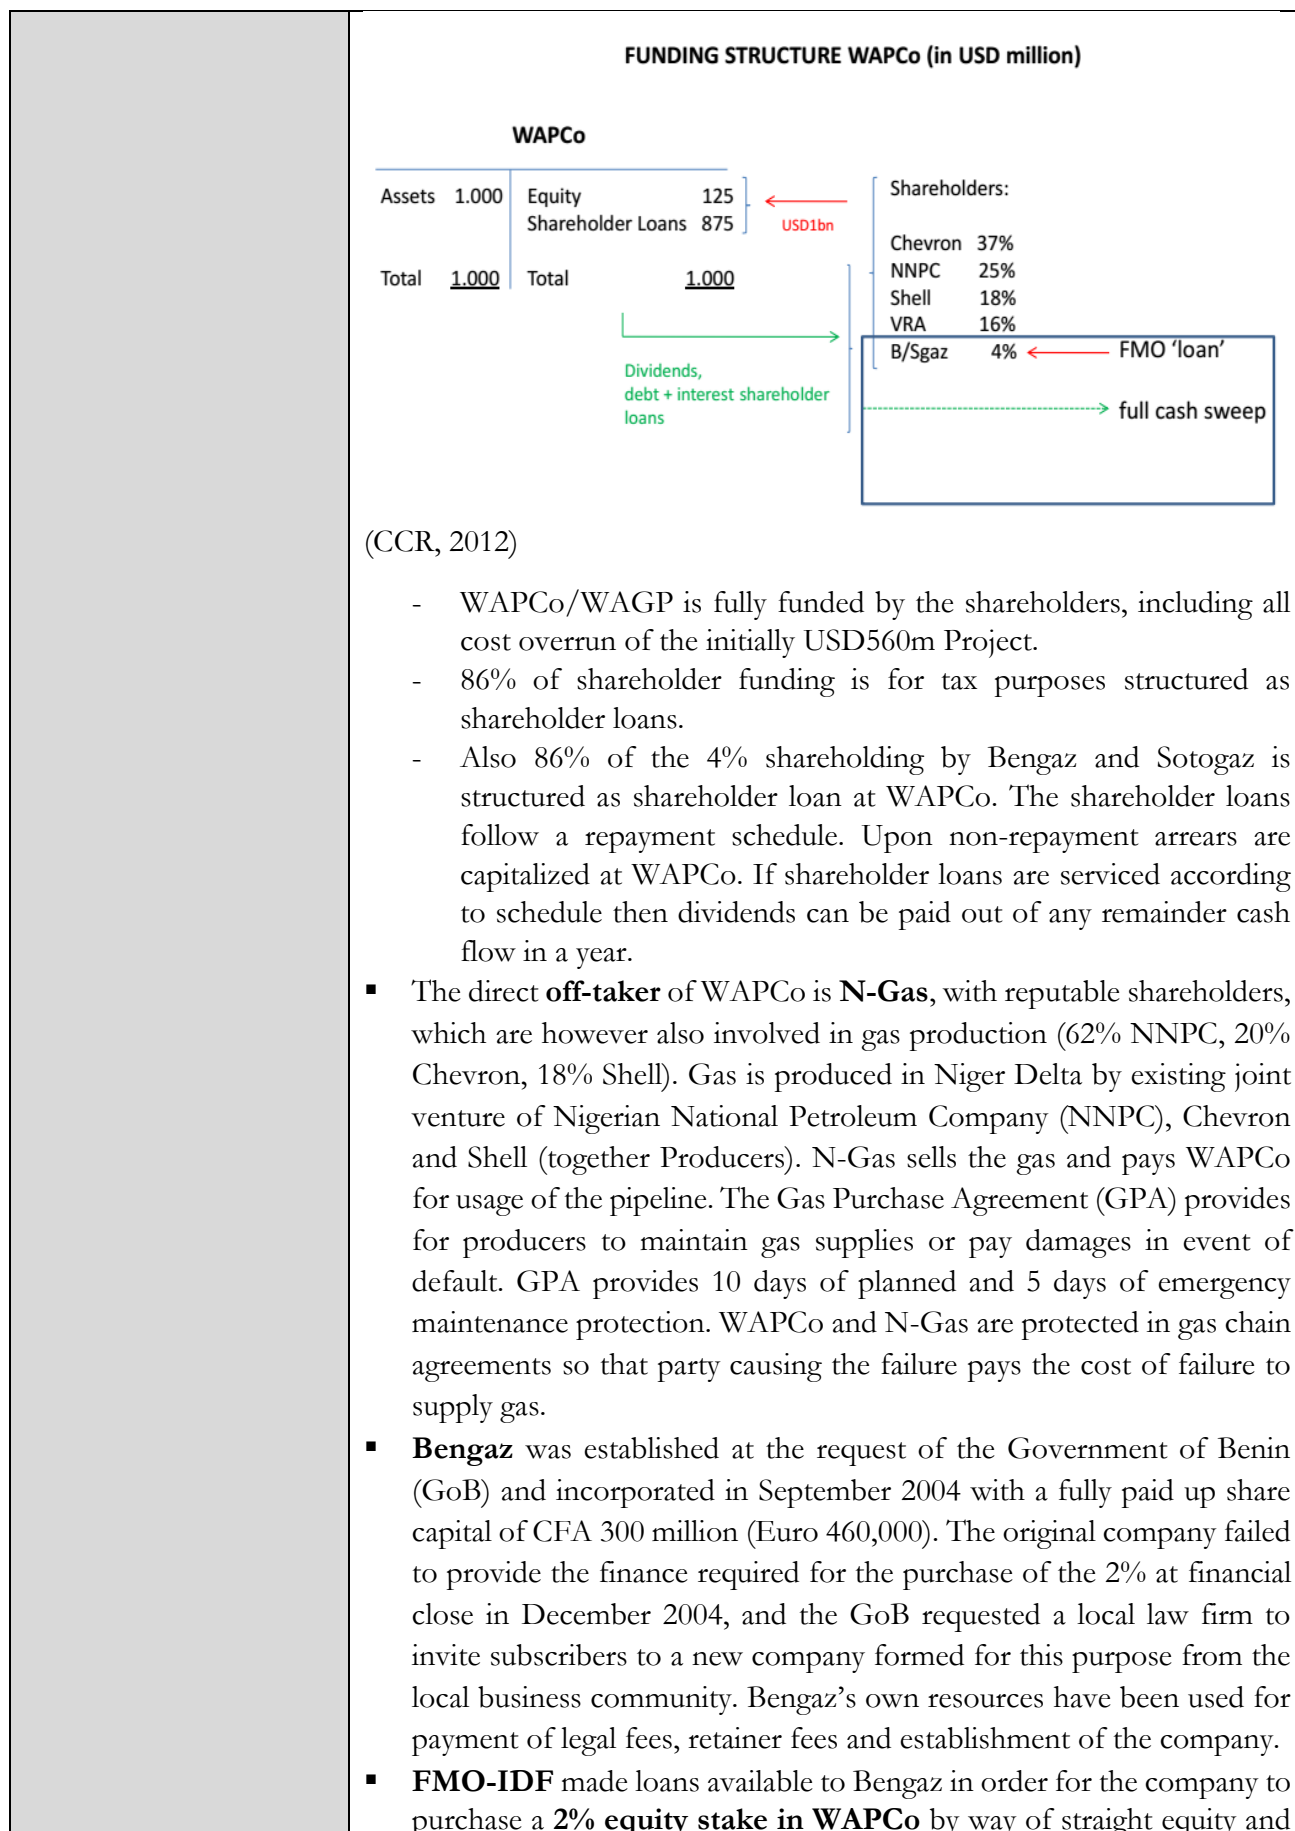 FUNDING STRUCTURE WAPCo (in USD million)
WAPCo
Assets 1.000 Equity 125
Shareholder Loans 875
USD1bn
Total 1.000 Total 1.000
Dividends,
debt + interest shareholder
loans
Shareholders:
Chevron 37%
NNPC 25%
Shell 18%
VRA 16%
B/Sgaz 4% FMO ‘loan’
full cash sweep
(CCR, 2012)
- WAPCo/WAGP is fully funded by the shareholders, including all
cost overrun of the initially USD560m Project.
- 86% of shareholder funding is for tax purposes structured as
shareholder loans.
- Also 86% of the 4% shareholding by Bengaz and Sotogaz is
structured as shareholder loan at WAPCo. The shareholder loans
follow a repayment schedule. Upon non-repayment arrears are
capitalized at WAPCo. If shareholder loans are serviced according
to schedule then dividends can be paid out of any remainder cash
flow in a year.
▪ The direct off-taker of WAPCo is N-Gas, with reputable shareholders,
which are however also involved in gas production (62% NNPC, 20%
Chevron, 18% Shell). Gas is produced in Niger Delta by existing joint
venture of Nigerian National Petroleum Company (NNPC), Chevron
and Shell (together Producers). N-Gas sells the gas and pays WAPCo
for usage of the pipeline. The Gas Purchase Agreement (GPA) provides
for producers to maintain gas supplies or pay damages in event of
default. GPA provides 10 days of planned and 5 days of emergency
maintenance protection. WAPCo and N-Gas are protected in gas chain
agreements so that party causing the failure pays the cost of failure to
supply gas.
▪ Bengaz was established at the request of the Government of Benin
(GoB) and incorporated in September 2004 with a fully paid up share
capital of CFA 300 million (Euro 460,000). The original company failed
to provide the finance required for the purchase of the 2% at financial
close in December 2004, and the GoB requested a local law firm to
invite subscribers to a new company formed for this purpose from the
local business community. Bengaz’s own resources have been used for
payment of legal fees, retainer fees and establishment of the company.
▪ FMO-IDF made loans available to Bengaz in order for the company to
purchase a 2% equity stake in WAPCo by way of straight equity and